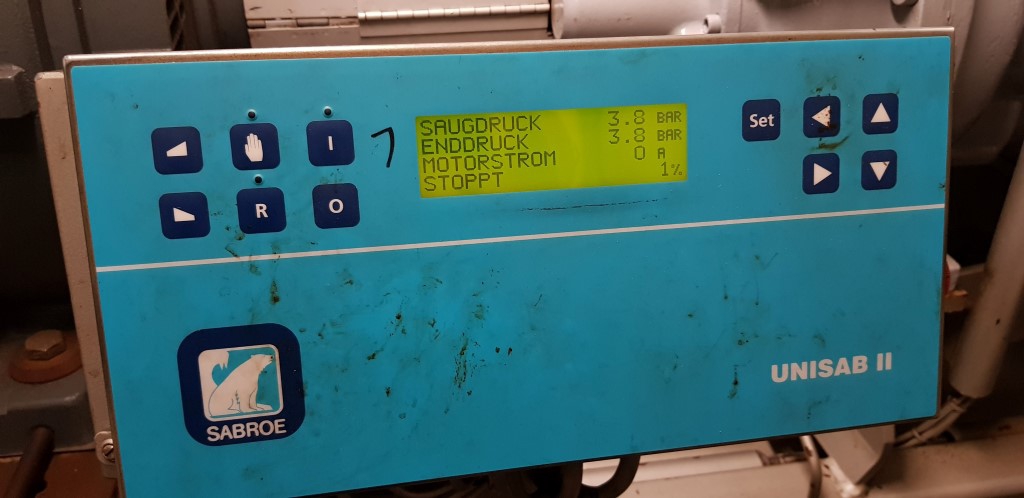 SAUGDRUCK 3.8 BAR
ENDDRUCK 3.8 BAR
MOTORSTROM 0 A
STOPPT 1%
I
R O
Set
SABROE
UNISAB II